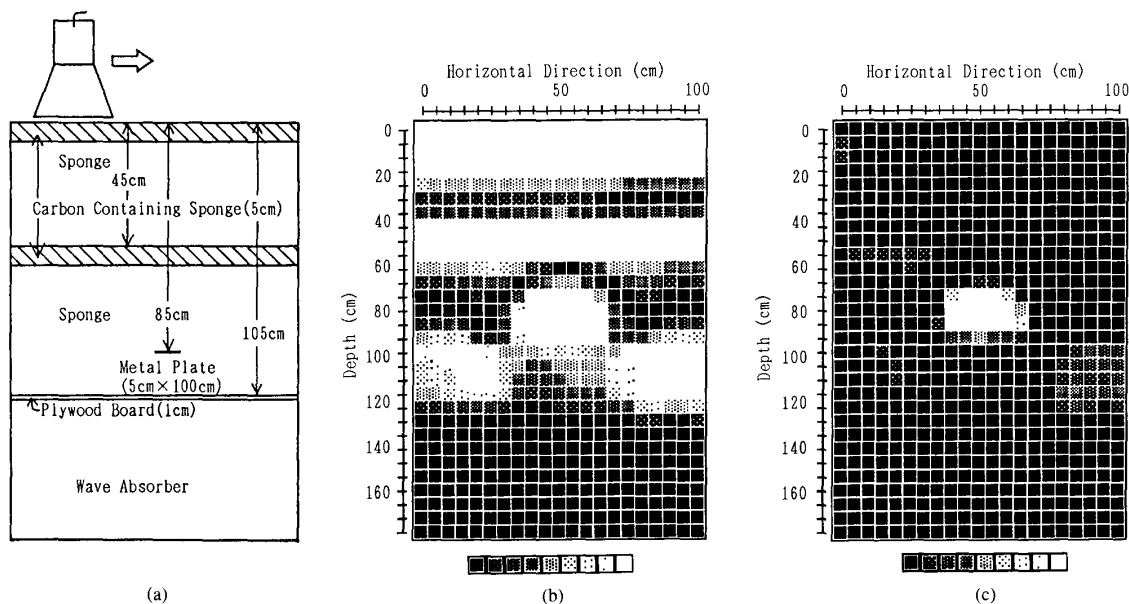 Sponge
45cm
Carbon Containing Sponge(5cm)
Sponge
85cm
105cm
Metal Plate
(5cm×100cm)
Plywood Board(1cm)
Wave Absorber
(a)
Horizontal Direction (cm)
0 50 100
Depth (cm)
0
20
40
60
80
100
120
140
160
(b)
Horizontal Direction (cm)
0 50 100
Depth (cm)
0
20
40
60
80
100
120
140
160
(c)